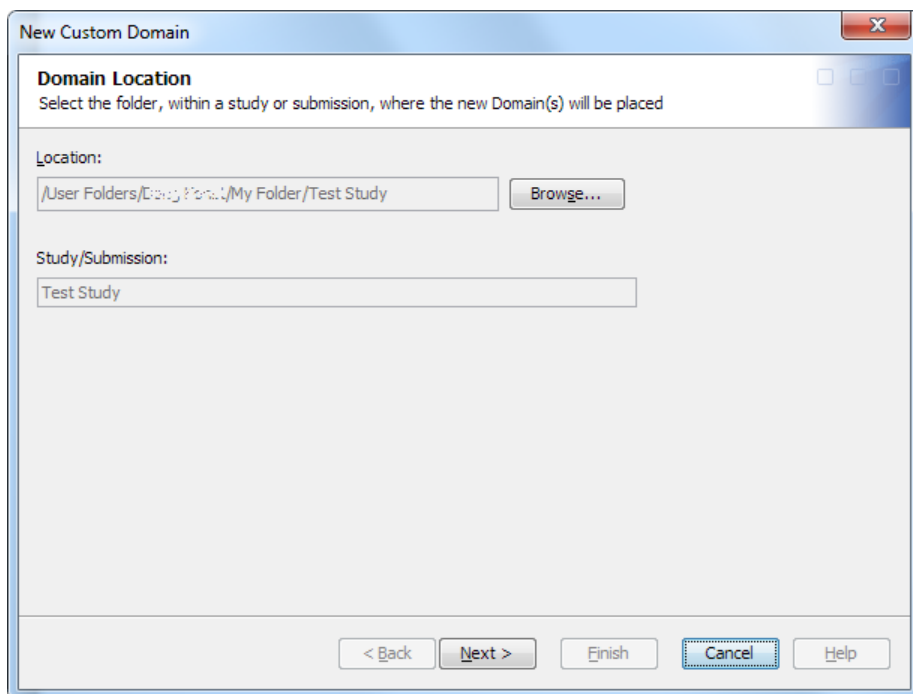 New Custom Domain
Domain Location
Select the folder, within a study or submission, where the new Domain(s) will be placed
Location:
/User Folders/ /My Folder/Test Study
Browse...
Study/Submission:
Test Study
< Back Next > Finish Cancel Help